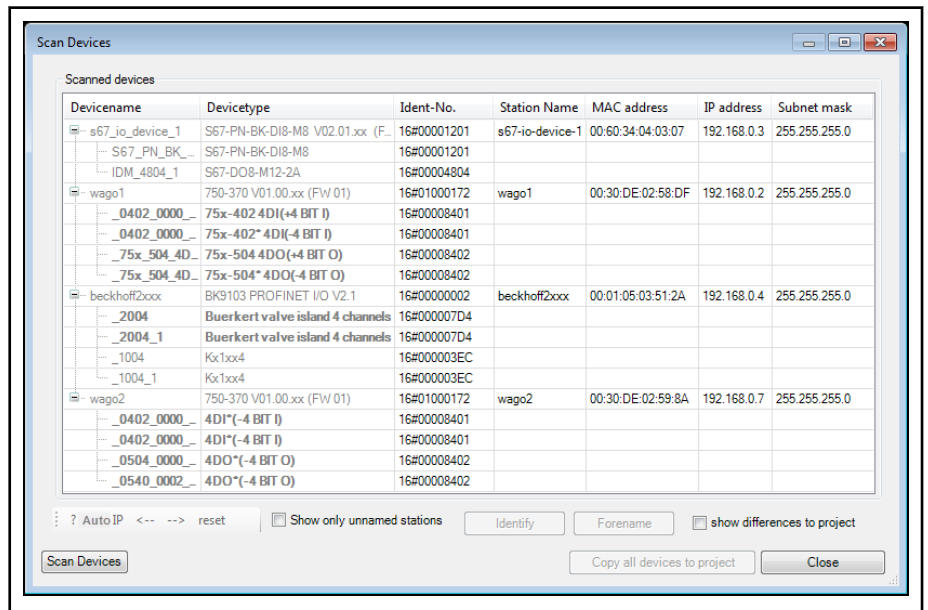 Scan Devices
Scanned devices
Devicename Devicetype Ident-No. Station Name MAC address IP address Subnet mask
s67_io_device_1 S67-PN-BK-DI8-M8 V02.01.xx (F... 16#00001201 s67-io-device-1 00:60:34:04:03:07 192.168.0.3 255.255.255.0
S67_PN_BK_... S67-PN-BK-DI8-M8 16#00001201
IDM_4804_1 S67-DO8-M12-2A 16#00004804
wago1 750-370 V01.00.xx (FW 01) 16#01000172 wago1 00:30:DE:02:58:DF 192.168.0.2 255.255.255.0
_0402_0000_... 75x-402 4DI(+4 BIT I) 16#00008401
_0402_0000_... 75x-402* 4DI(-4 BIT I) 16#00008401
_75x_504_4D... 75x-504 4DO(+4 BIT O) 16#00008402
_75x_504_4D... 75x-504* 4DO(-4 BIT O) 16#00008402
beckhoff2xxx BK9103 PROFINET I/O V2.1 16#00000002 beckhoff2xxx 00:01:05:03:51:2A 192.168.0.4 255.255.255.0
_2004 Buerkert valve island 4 channels 16#000007D4
_2004_1 Buerkert valve island 4 channels 16#000007D4
_1004 Kx1xx4 16#000003EC
_1004_1 Kx1xx4 16#000003EC
wago2 750-370 V01.00.xx (FW 01) 16#01000172 wago2 00:30:DE:02:59:8A 192.168.0.7 255.255.255.0
_0402_0000_... 4DI*(-4 BIT I) 16#00008401
_0402_0000_... 4DI*(-4 BIT I) 16#00008401
_0504_0000_... 4DO*(-4 BIT O) 16#00008402
_0540_0002_... 4DO*(-4 BIT O) 16#00008402
? Auto IP <-- --> reset Show only unnamed stations Identify Forename show differences to project
Scan Devices Copy all devices to project Close